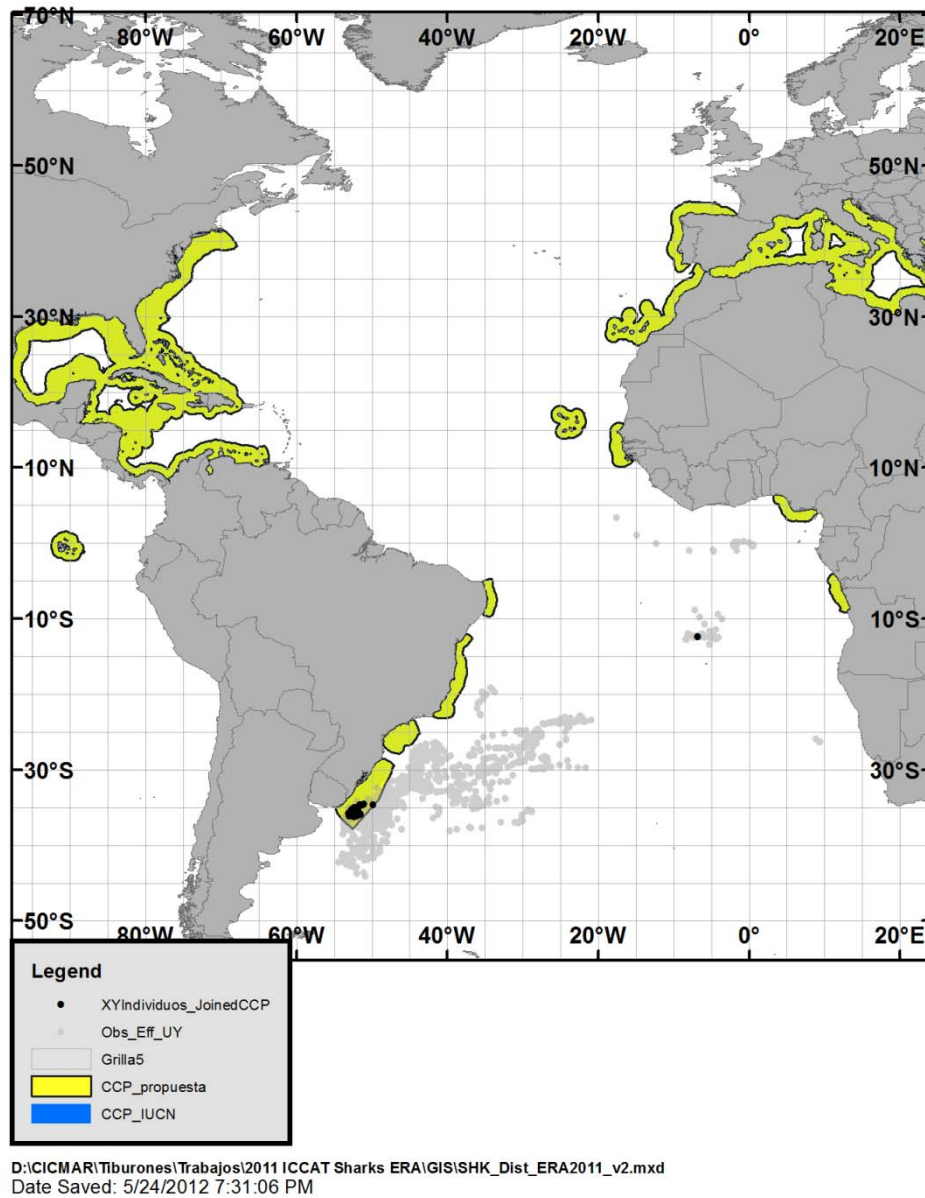 70°N
80°W 60°W 40°W 20°W 0° 20°E
50°N 50°N
30°N 30°N
10°N 10°N
10°S 10°S
30°S 30°S
50°S 50°S
80°W 60°W 40°W 20°W 0° 20°E
Legend
XYIndividuos_JoinedCCP
Obs_Eff_UY
Grilla5
CCP_propuesta
CCP_IUCN
D:\CICMAR\Tiburones\Trabajos\2011 ICCAT Sharks ERA\GIS\SHK_Dist_ERA2011_v2.mxd
Date Saved: 5/24/2012 7:31:06 PM